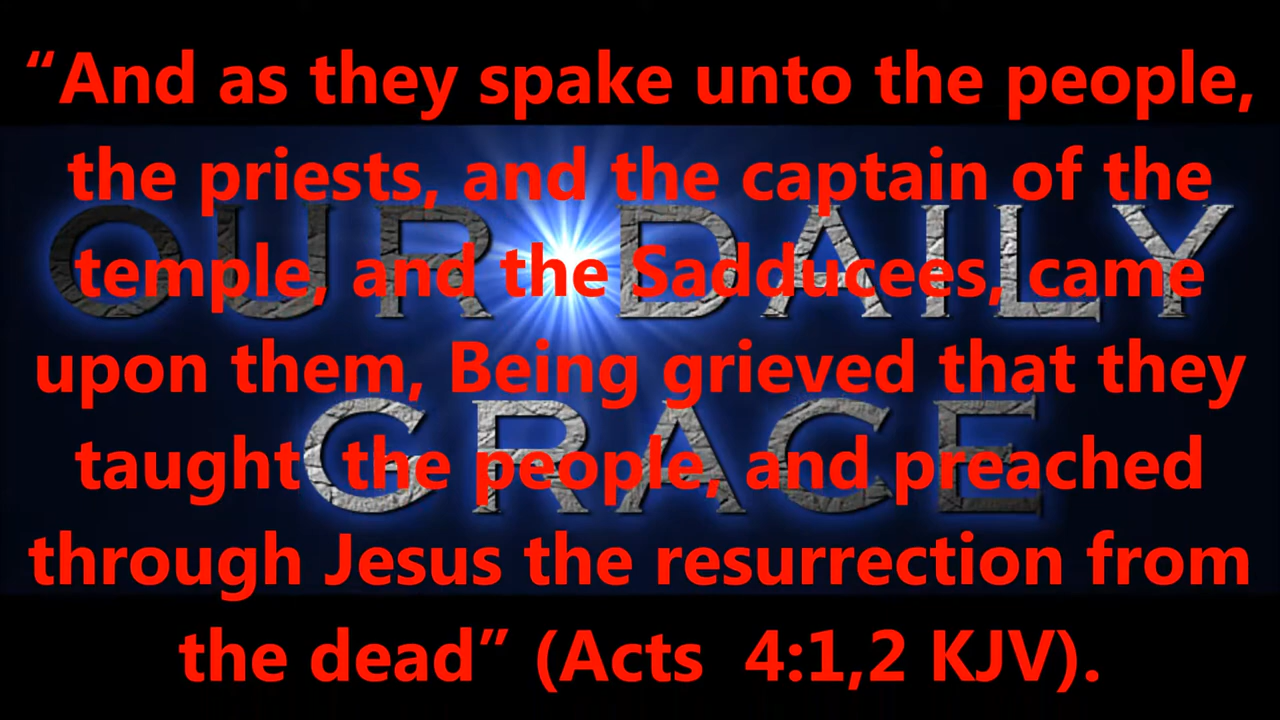 “And as they spake unto the people,
the priests, and the captain of the
temple, and the Sadducees, came
upon them, Being grieved that they
taught  the people, and preached
through Jesus the resurrection from
the dead” (Acts  4:1,2 KJV).
OUR DAILY
GRACE